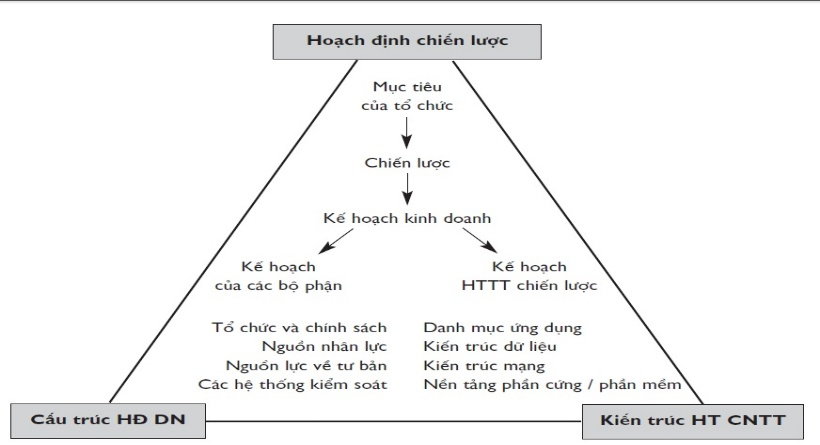 Hoạch định chiến lược
Mục tiêu
của tổ chức
Chiến lược
Kế hoạch kinh doanh
Kế hoạch
của các bộ phận
Kế hoạch
HTTT chiến lược
Tổ chức và chính sách
Nguồn nhân lực
Nguồn lực về tư bản
Các hệ thống kiểm soát
Danh mục ứng dụng
Kiến trúc dữ liệu
Kiến trúc mạng
Nền tảng phần cứng / phần mềm
Cấu trúc HĐ DN
Kiến trúc HT CNTT